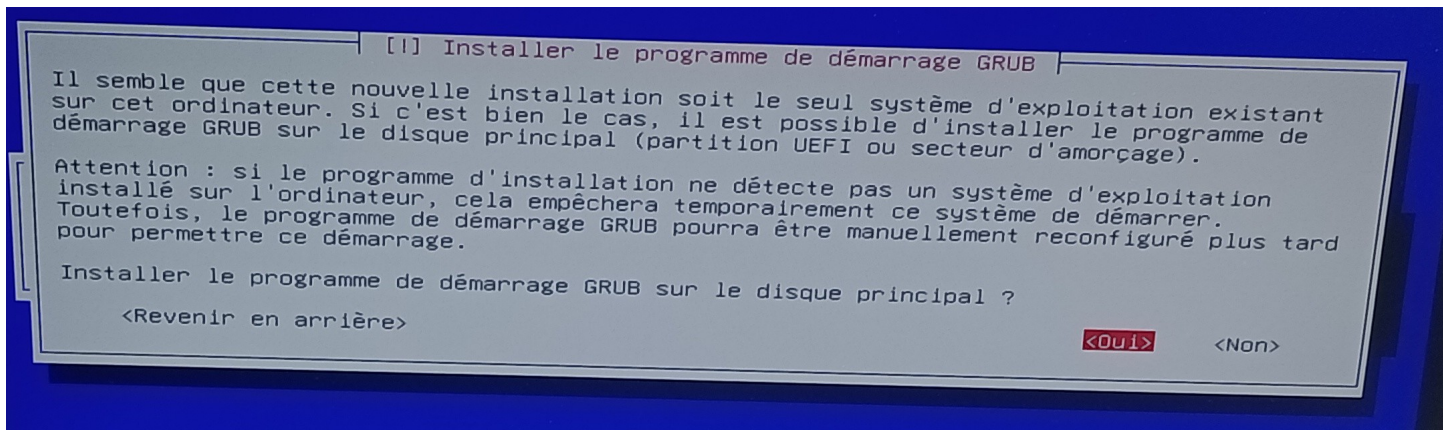 [!] Installer le programme de démarrage GRUB
Il semble que cette nouvelle installation soit le seul système d'exploitation existant
sur cet ordinateur. Si c'est bien le cas, il est possible d'installer le programme de
démarrage GRUB sur le disque principal (partition UEFI ou secteur d'amorçage).
Attention : si le programme d'installation ne détecte pas un système d'exploitation
installé sur l'ordinateur, cela empêchera temporairement ce système de démarrer.
Toutefois, le programme de démarrage GRUB pourra être manuellement reconfiguré plus tard
pour permettre ce démarrage.
Installer le programme de démarrage GRUB sur le disque principal ?
<Revenir en arrière> <Oui> <Non>